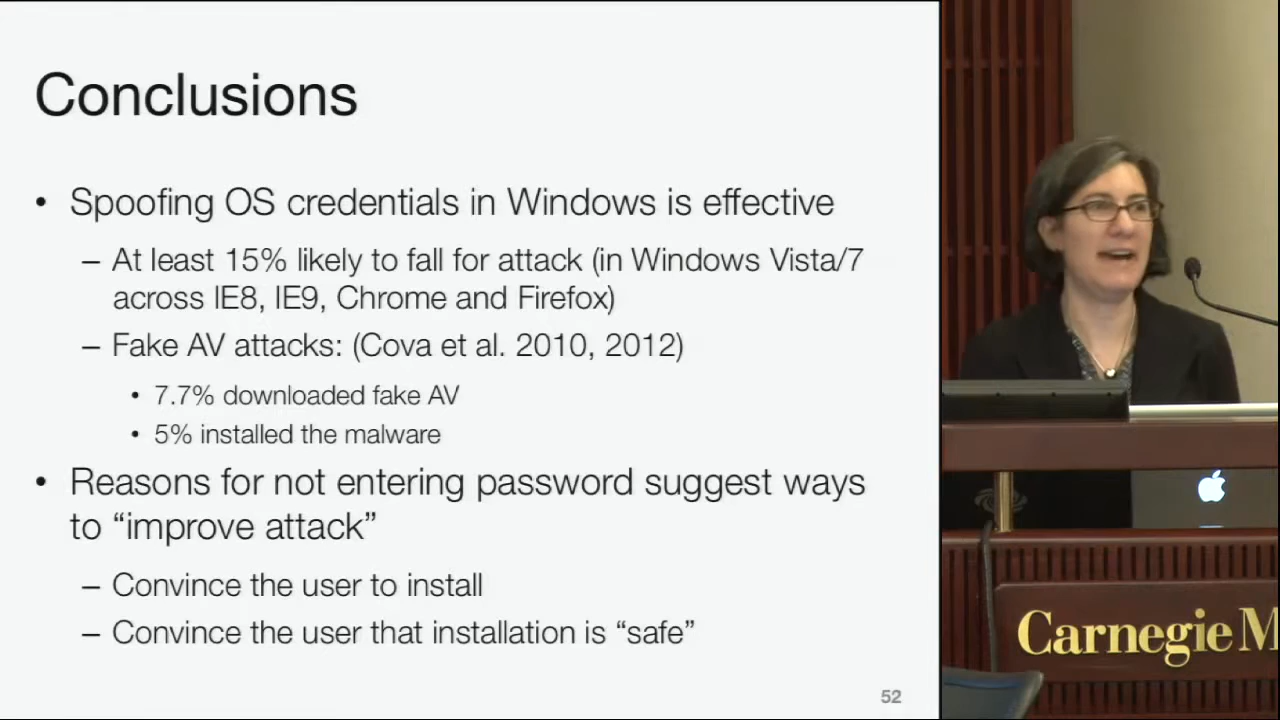 Conclusions
• Spoofing OS credentials in Windows is effective
– At least 15% likely to fall for attack (in Windows Vista/7
across IE8, IE9, Chrome and Firefox)
– Fake AV attacks: (Cova et al. 2010, 2012)
• 7.7% downloaded fake AV
• 5% installed the malware
• Reasons for not entering password suggest ways
to “improve attack”
– Convince the user to install
– Convince the user that installation is “safe”
52
Carnegie M